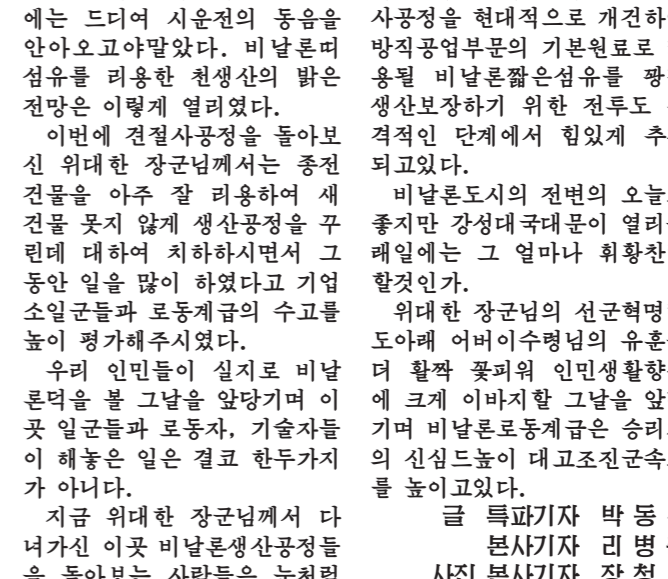 에는 드디여 시운전의 동음을
안아오고야말았다. 비날론띠
섬유를 리용한 천생산의 밝은
전망은 이렇게 열리였다.
이번에 견절사공정을 돌아보
신 위대한 장군님께서는 종전
건물을 아주 잘 리용하여 새
건물 못지 않게 생산공정을 꾸
린데 대하여 치하하시면서 그
동안 일을 많이 하였다고 기업
소일군들과 로동계급의 수고를
높이 평가해주시였다.
우리 인민들이 실지로 비날
론덕을 볼 그날을 앞당기며 이
곳 일군들과 로동자, 기술자들
이 해놓은 일은 결코 한두가지
가 아니다.
지금 위대한 장군님께서 다
녀가신 이곳 비날론생산공정들
을 돌아보는 사람들은 눈처럼
사공정을 현대적으로 개건하
방직공업부문의 기본원료로
용될 비날론짧은섬유를 꽝
생산보장하기 위한 전투도
격적인 단계에서 힘있게 추
되고있다.
비날론도시의 전변의 오늘
좋지만 강성대국대문이 열리
래일에는 그 얼마나 휘황찬
할것인가.
위대한 장군님의 선군혁명
도아래 어버이수령님의 유훈
더 활짝 꽃피워 인민생활향
에 크게 이바지할 그날을 앞
기며 비날론로동계급은 승리
의 신심드높이 대고조진군속
를 높이고있다.
글 특파기자 박 동
본사기자 리 병
사진 본사기자 장 청